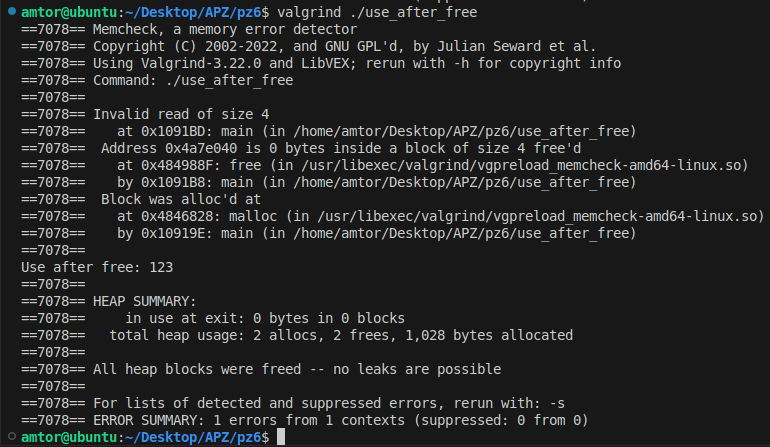 amtor@ubuntu:~/Desktop/APZ/pz6$ valgrind ./use_after_free
==7078== Memcheck, a memory error detector
==7078== Copyright (C) 2002-2022, and GNU GPL'd, by Julian Seward et al.
==7078== Using Valgrind-3.22.0 and LibVEX; rerun with -h for copyright info
==7078== Command: ./use_after_free
==7078==
==7078== Invalid read of size 4
==7078==    at 0x1091BD: main (in /home/amtor/Desktop/APZ/pz6/use_after_free)
==7078==  Address 0x4a7e040 is 0 bytes inside a block of size 4 free'd
==7078==    at 0x484988F: free (in /usr/libexec/valgrind/vgpreload_memcheck-amd64-linux.so)
==7078==    by 0x1091B8: main (in /home/amtor/Desktop/APZ/pz6/use_after_free)
==7078==  Block was alloc'd at
==7078==    at 0x4846828: malloc (in /usr/libexec/valgrind/vgpreload_memcheck-amd64-linux.so)
==7078==    by 0x10919E: main (in /home/amtor/Desktop/APZ/pz6/use_after_free)
==7078==
Use after free: 123
==7078==
==7078== HEAP SUMMARY:
==7078==     in use at exit: 0 bytes in 0 blocks
==7078==   total heap usage: 2 allocs, 2 frees, 1,028 bytes allocated
==7078==
==7078== All heap blocks were freed -- no leaks are possible
==7078==
==7078== For lists of detected and suppressed errors, rerun with: -s
==7078== ERROR SUMMARY: 1 errors from 1 contexts (suppressed: 0 from 0)
amtor@ubuntu:~/Desktop/APZ/pz6$